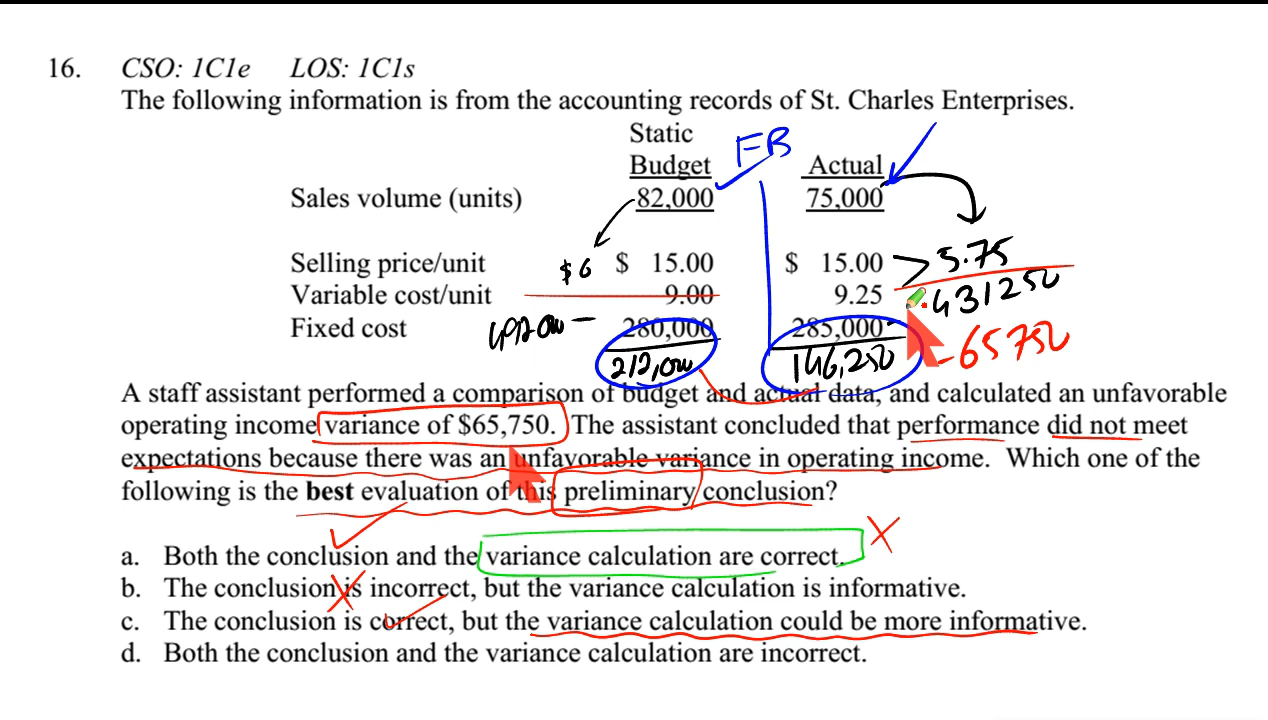 16. CSO: 1C1e LOS: 1C1s
The following information is from the accounting records of St. Charles Enterprises.
Static
Budget FB Actual
Sales volume (units) 82,000 75,000
Selling price/unit $6 $ 15.00 $ 15.00 5.75
Variable cost/unit 9.00 9.25 431250
Fixed cost 492000 - 280,000 285,000 -65750
212,000 146,250
A staff assistant performed a comparison of budget and actual data, and calculated an unfavorable
operating income variance of $65,750. The assistant concluded that performance did not meet
expectations because there was an unfavorable variance in operating income. Which one of the
following is the best evaluation of this preliminary conclusion?
a. Both the conclusion and the variance calculation are correct.
b. The conclusion is incorrect, but the variance calculation is informative.
c. The conclusion is correct, but the variance calculation could be more informative.
d. Both the conclusion and the variance calculation are incorrect.